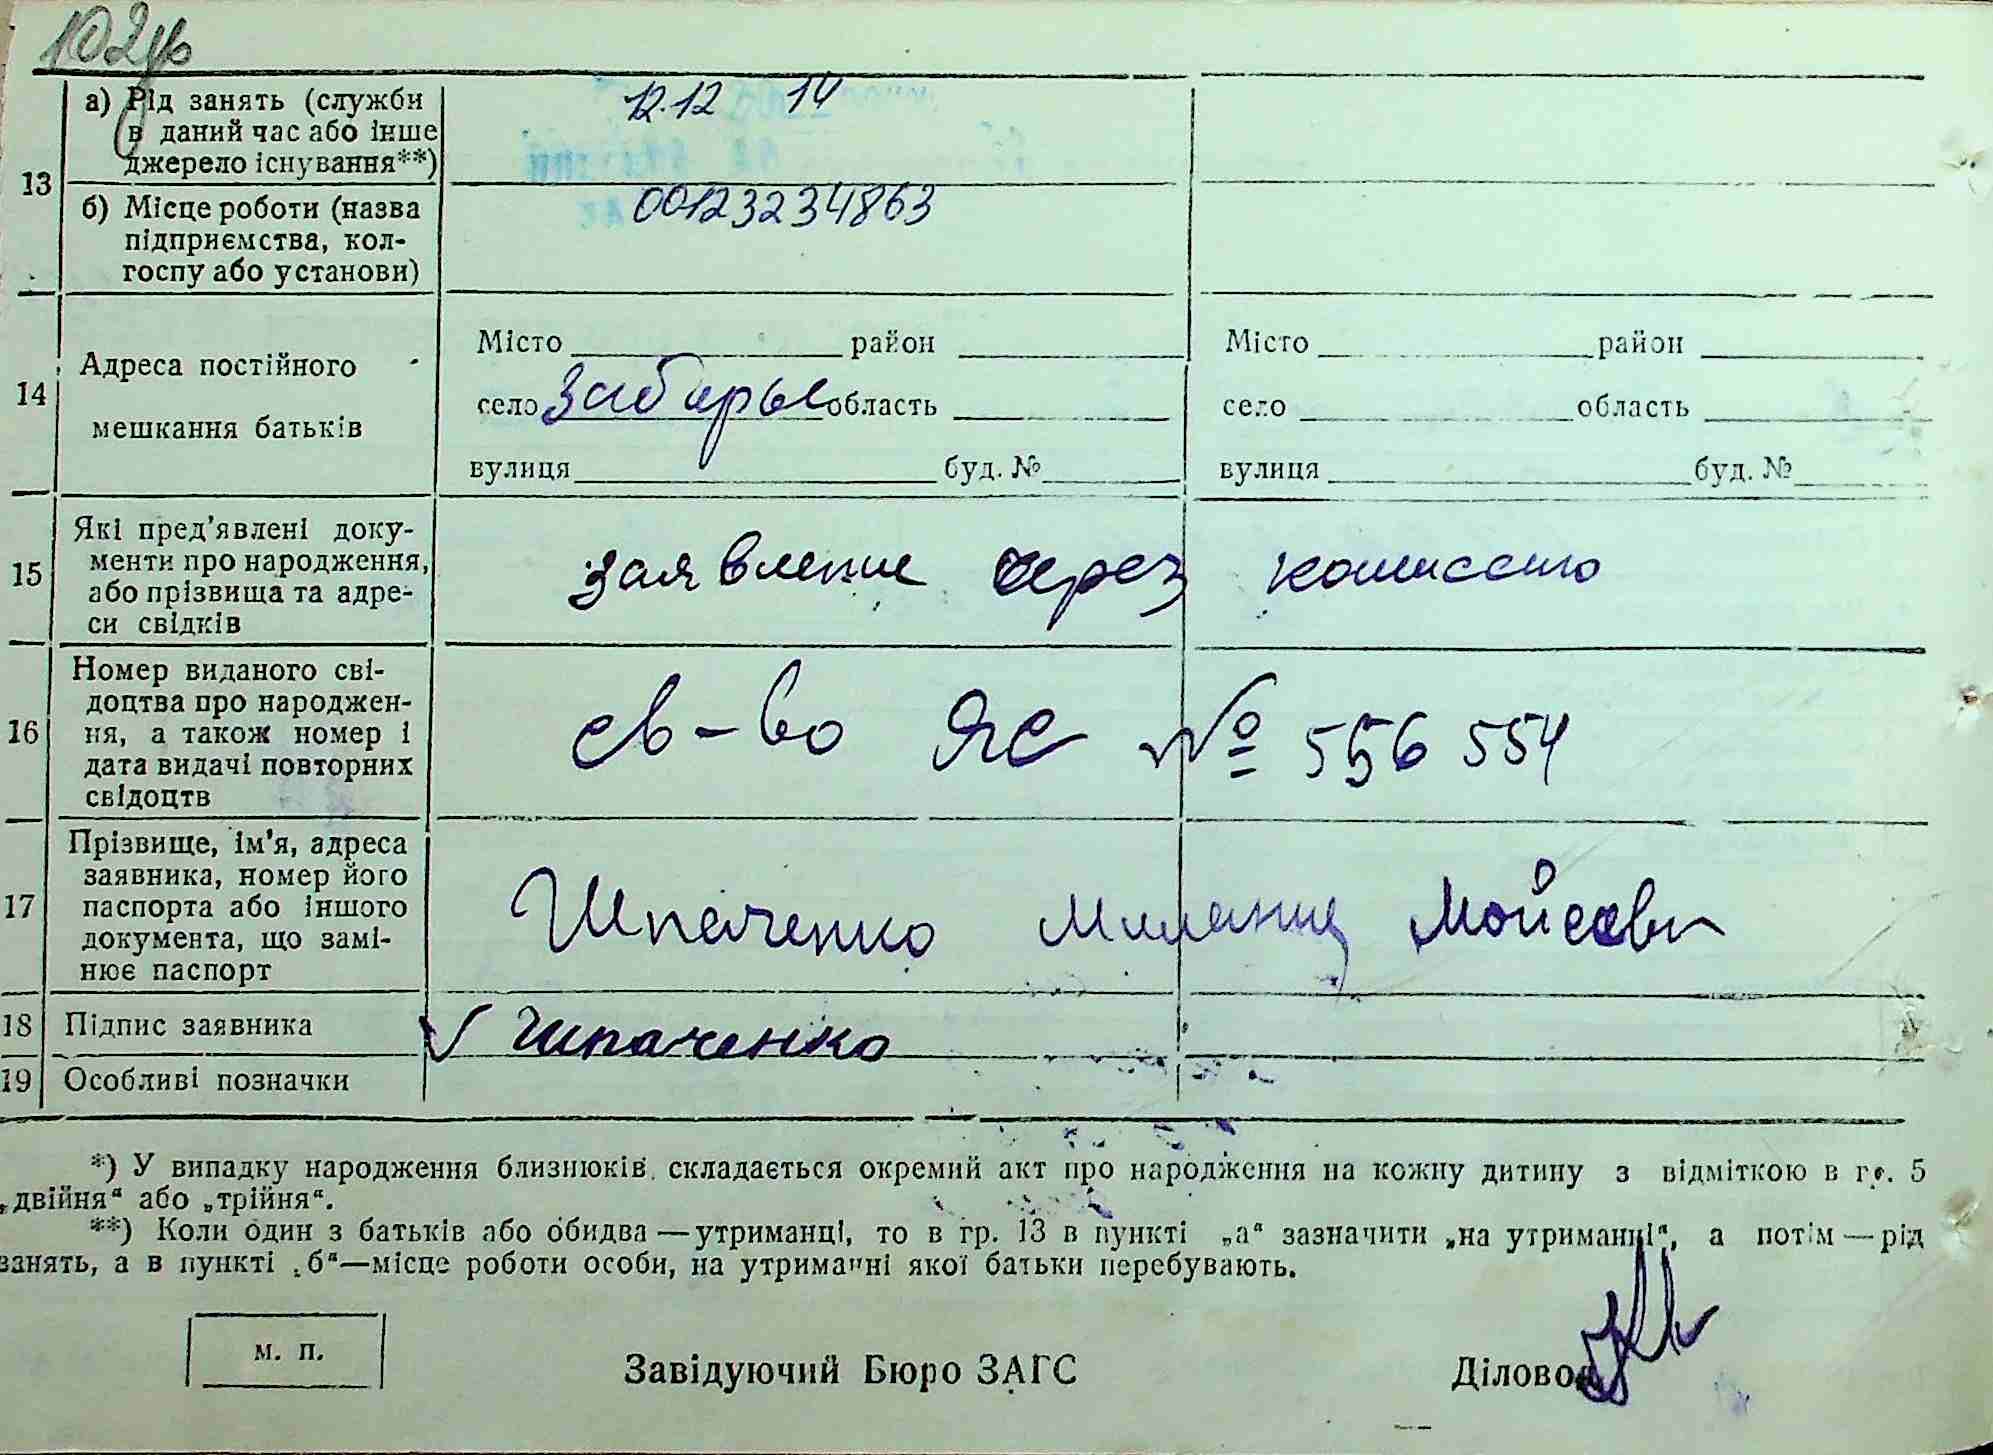 102
13
а) Рід занять (служби
в даний час або інше
джерело існування**)
12.12 14
б) Місце роботи (назва
підприємства, кол-
госпу або установи)
00123234863
14
Адреса постійного
мешкання батьків
Місто район Місто район
село Забары область село область
вулиця буд. № вулиця буд. №
15
Які пред'явлені доку-
менти про народження,
або прізвища та адре-
си свідків
заявление через комиссию
16
Номер виданого сві-
доцтва про народжен-
ня, а також номер і
дата видачі повторних
свідоцтв
св-во ЯС № 556 554
17
Прізвище, ім'я, адреса
заявника, номер його
паспорта або іншого
документа, що замі-
нює паспорт
Шпаченко Мойсеевн
18 Підпис заявника
Шпаченко
19 Особливі позначки
*) У випадку народження близнюків, складається окремий акт про народження на кожну дитину з відміткою в гр. 5
„двійня“ або „трійня“.
**) Коли один з батьків або обидва—утриманці, то в гр. 13 в пункті „а“ зазначити „на утриманні“, а потім—рід
занять, а в пункті „б“—місце роботи особи, на утриманні якої батьки перебувають.
м. п.
Завідуючий Бюро ЗАГС
Діловод